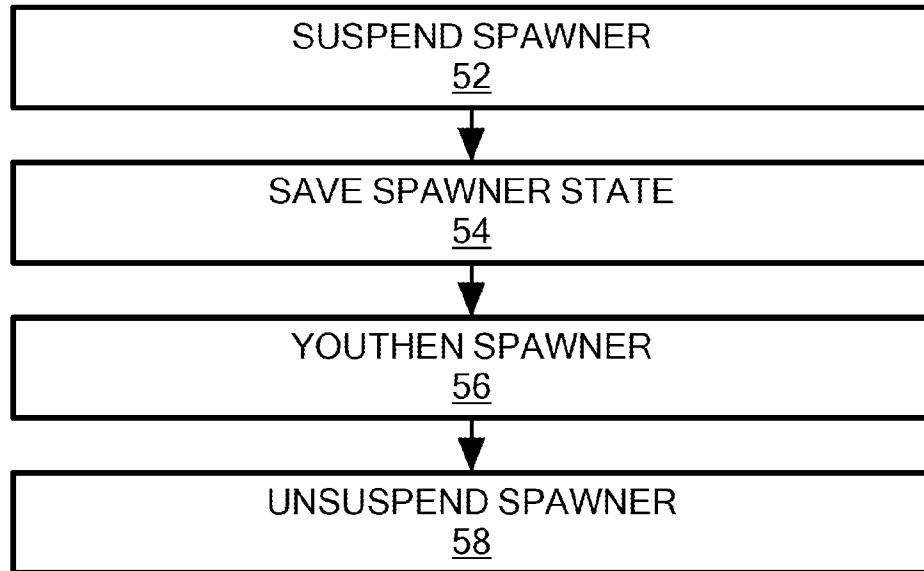 SUSPEND SPAWNER
52
SAVE SPAWNER STATE
54
YOUTHEN SPAWNER
56
UNSUSPEND SPAWNER
58